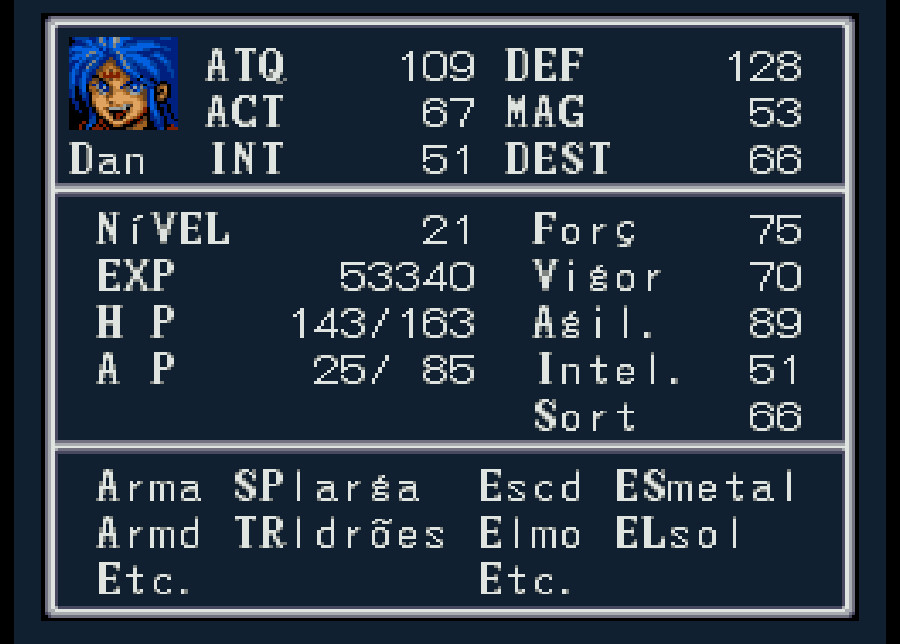 ATQ 109 DEF 128
ACT 67 MAG 53
Dan INT 51 DEST 66
NíVEL 21 Forç 75
EXP 53340 Vigor 70
H P 143/163 Agil. 89
A P 25/ 85 Intel. 51
Sort 66
Arma SPlarga Escd ESmetal
Armd TRldrões Elmo ELsol
Etc. Etc.